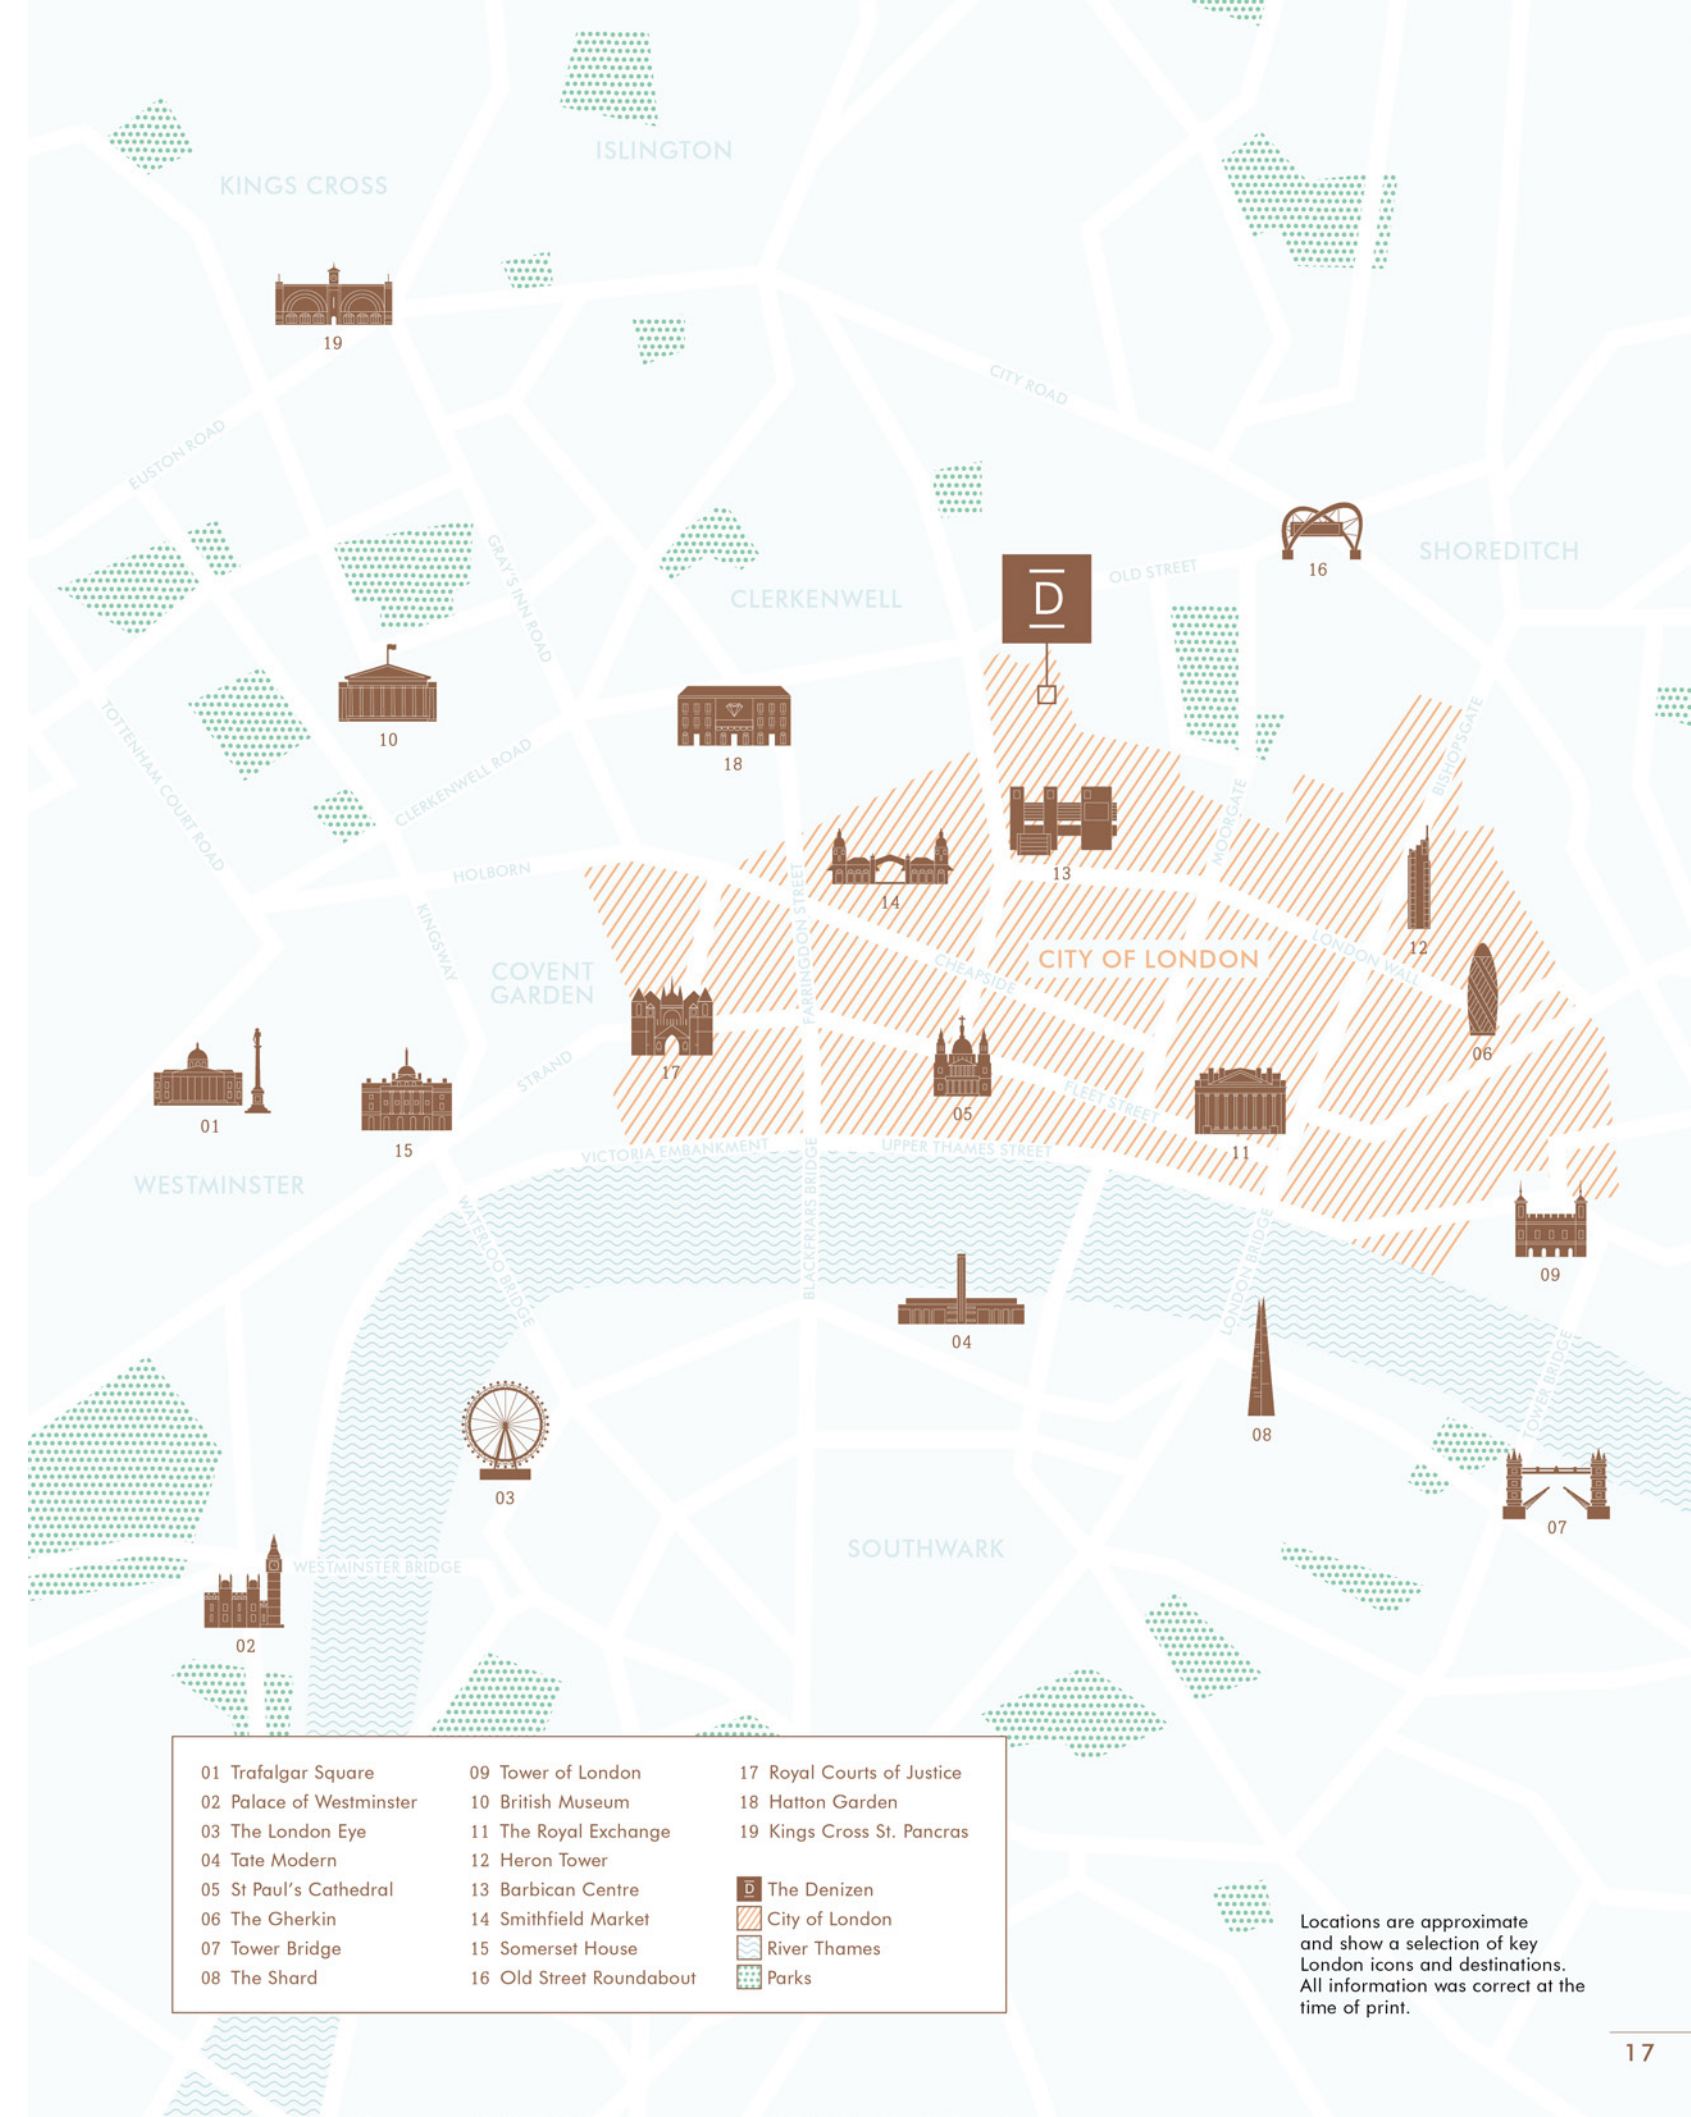 ISLINGTON
KINGS CROSS
19
CITY ROAD
EUSTON ROAD
GRAY'S INN ROAD
SHOREDITCH
16
OLD STREET
D
CLERKENWELL
10
18
TOTTENHAM COURT ROAD
CLERKENWELL ROAD
BISHOPSGATE
MORGATE
13
14
HOLBORN
FARRINGDON STREET
KINGSWAY
COVENT
GARDEN
CHEAPSIDE
CITY OF LONDON
LONDON WALL
12
06
17
STRAND
05
FLEET STREET
01
15
11
VICTORIA EMBANKMENT
UPPER THAMES STREET
WESTMINSTER
WATERLOO BRIDGE
BLACKFRIARS BRIDGE
LONDON BRIDGE
09
04
TOWER BRIDGE
08
03
07
SOUTHWARK
WESTMINSTER BRIDGE
02
01 Trafalgar Square
02 Palace of Westminster
03 The London Eye
04 Tate Modern
05 St Paul's Cathedral
06 The Gherkin
07 Tower Bridge
08 The Shard
09 Tower of London
10 British Museum
11 The Royal Exchange
12 Heron Tower
13 Barbican Centre
14 Smithfield Market
15 Somerset House
16 Old Street Roundabout
17 Royal Courts of Justice
18 Hatton Garden
19 Kings Cross St. Pancras
D The Denizen
City of London
River Thames
Parks
Locations are approximate
and show a selection of key
London icons and destinations.
All information was correct at the
time of print.
17